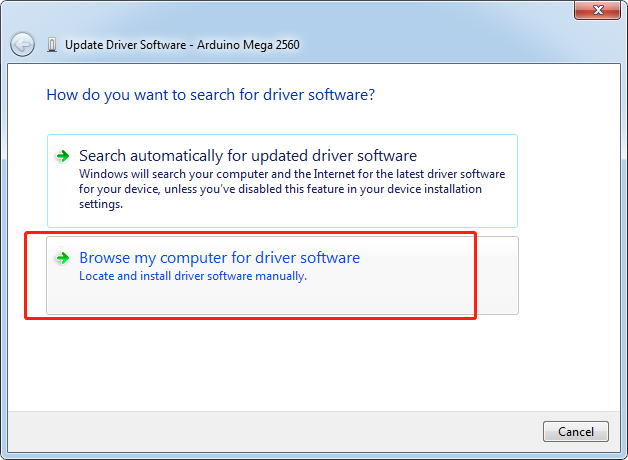 Update Driver Software - Arduino Mega 2560
How do you want to search for driver software?
Search automatically for updated driver software
Windows will search your computer and the Internet for the latest driver software
for your device, unless you've disabled this feature in your device installation
settings.
Browse my computer for driver software
Locate and install driver software manually.
Cancel